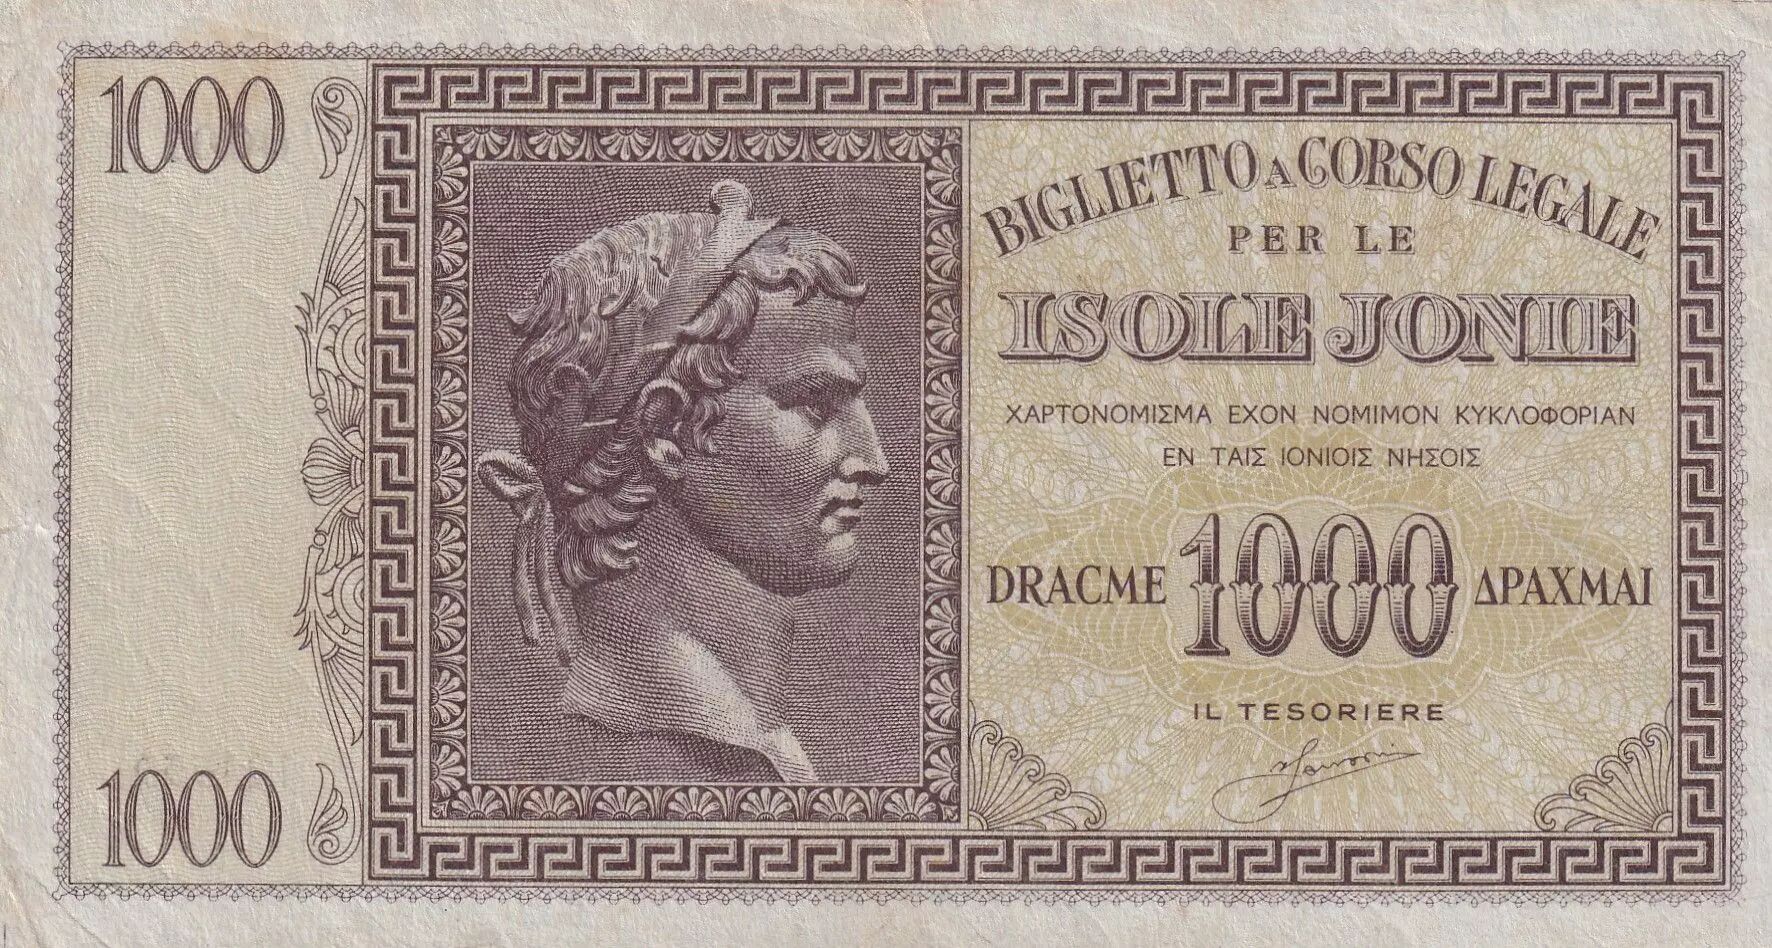 1000
BIGLIETTO A CORSO LEGALE
PER LE
ISOLE JONIE
ΧΑΡΤΟΝΟΜΙΣΜΑ ΕΧΟΝ ΝΟΜΙΜΟΝ ΚΥΚΛΟΦΟΡΙΑΝ
ΕΝ ΤΑΙΣ ΙΟΝΙΟΙΣ ΝΗΣΟΙΣ
DRACME 1000 ΔΡΑΧΜΑΙ
IL TESORIERE
1000